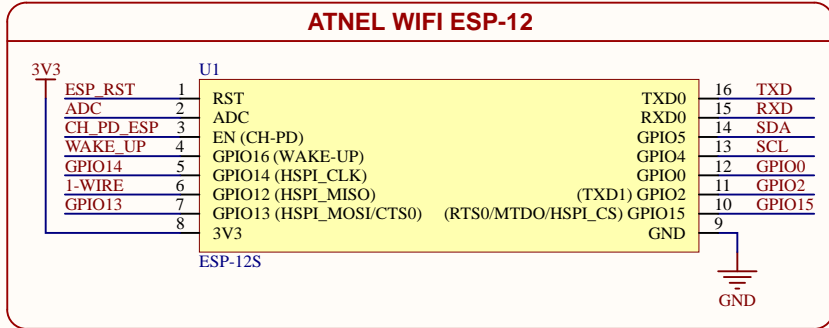 ATNEL WIFI ESP-12
3V3
U1
ESP_RST 1 RST
ADC 2 ADC
CH_PD_ESP 3 EN (CH-PD)
WAKE_UP 4 GPIO16 (WAKE-UP)
GPIO14 5 GPIO14 (HSPI_CLK)
1-WIRE 6 GPIO12 (HSPI_MISO)
GPIO13 7 GPIO13 (HSPI_MOSI/CTS0)
8 3V3
TXD0 16 TXD
RXD0 15 RXD
GPIO5 14 SDA
GPIO4 13 SCL
GPIO0 12 GPIO0
(TXD1) GPIO2 11 GPIO2
(RTS0/MTDO/HSPI_CS) GPIO15 10 GPIO15
GND 9
ESP-12S
GND